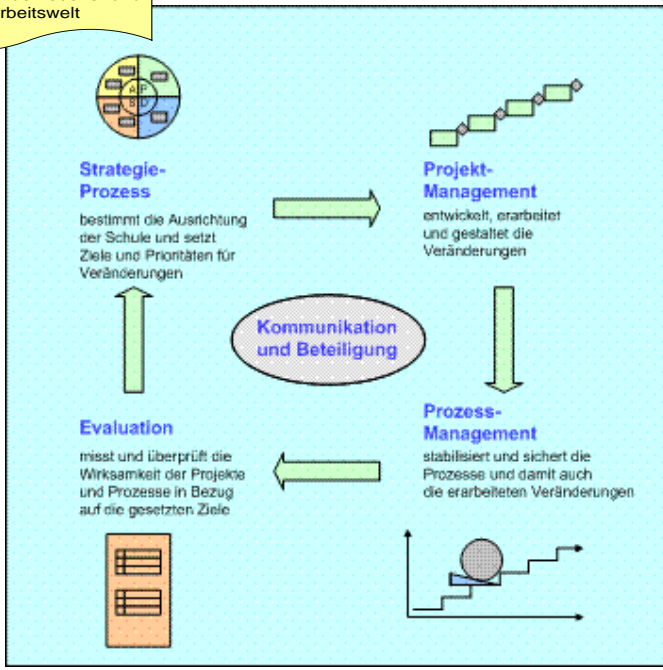 rbeitswelt
A P
S D
Strategie-
Prozess
bestimmt die Ausrichtung
der Schule und setzt
Ziele und Prioritäten für
Veränderungen
Projekt-
Management
entwickelt, erarbeitet
und gestaltet die
Veränderungen
Kommunikation
und Beteiligung
Evaluation
misst und überprüft die
Wirksamkeit der Projekte
und Prozesse in Bezug
auf die gesetzten Ziele
Prozess-
Management
stabilisiert und sichert die
Prozesse und damit auch
die erarbeiteten Veränderungen